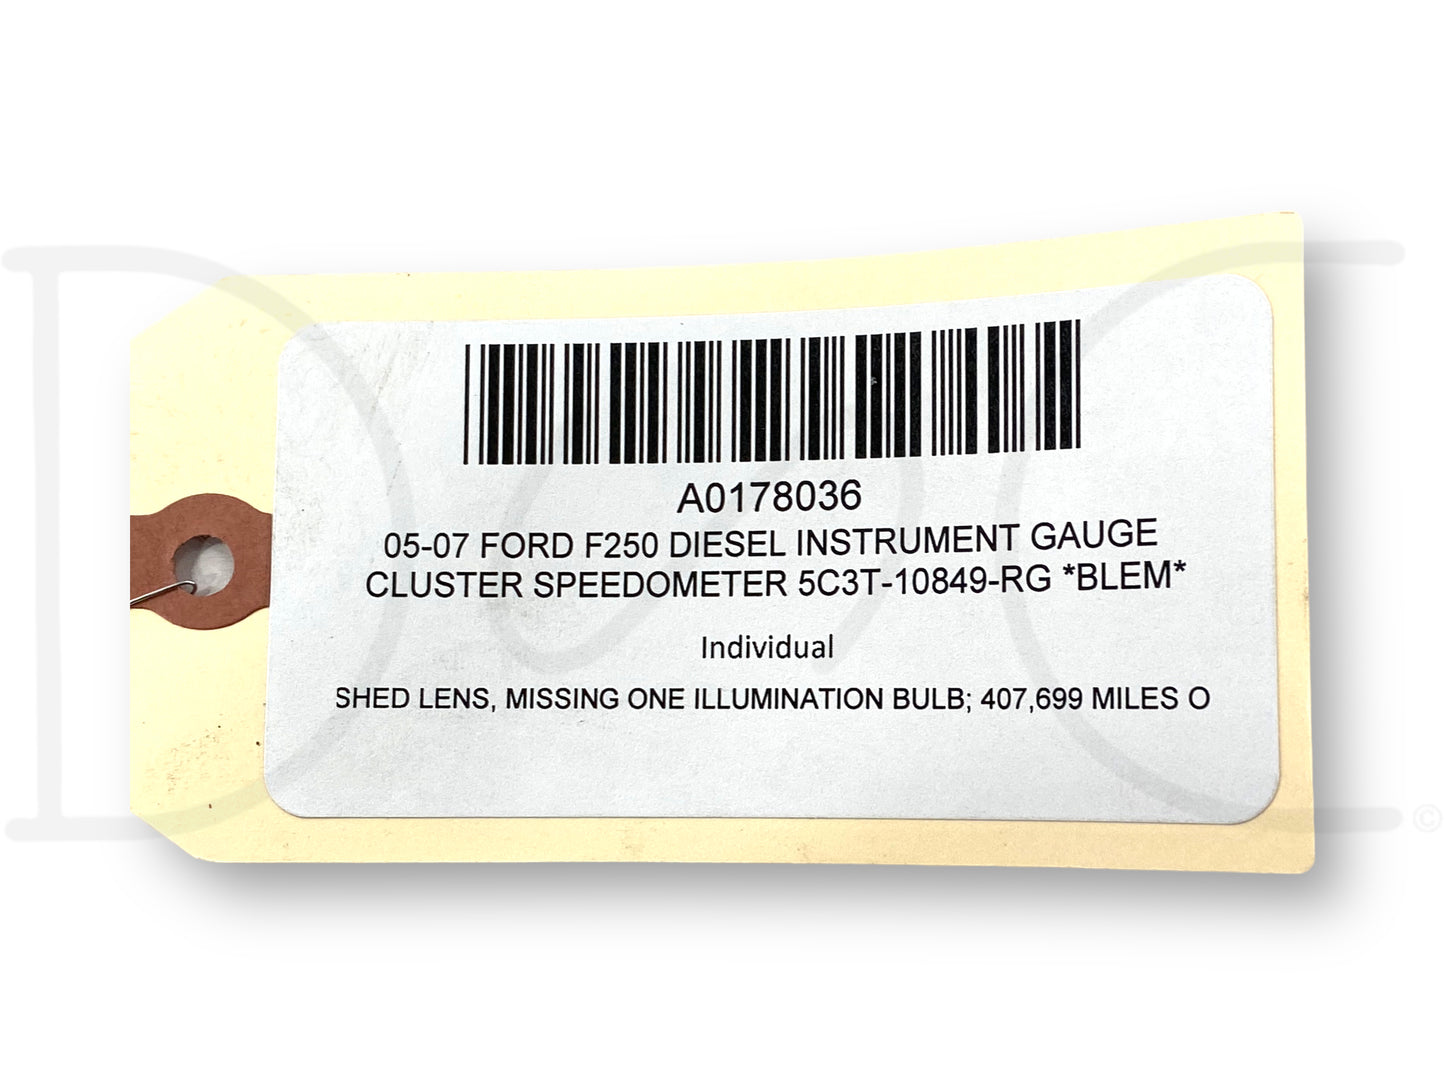 A0178036
05-07 FORD F250 DIESEL INSTRUMENT GAUGE
CLUSTER SPEEDOMETER 5C3T-10849-RG *BLEM*
Individual
SHED LENS, MISSING ONE ILLUMINATION BULB; 407,699 MILES O
©